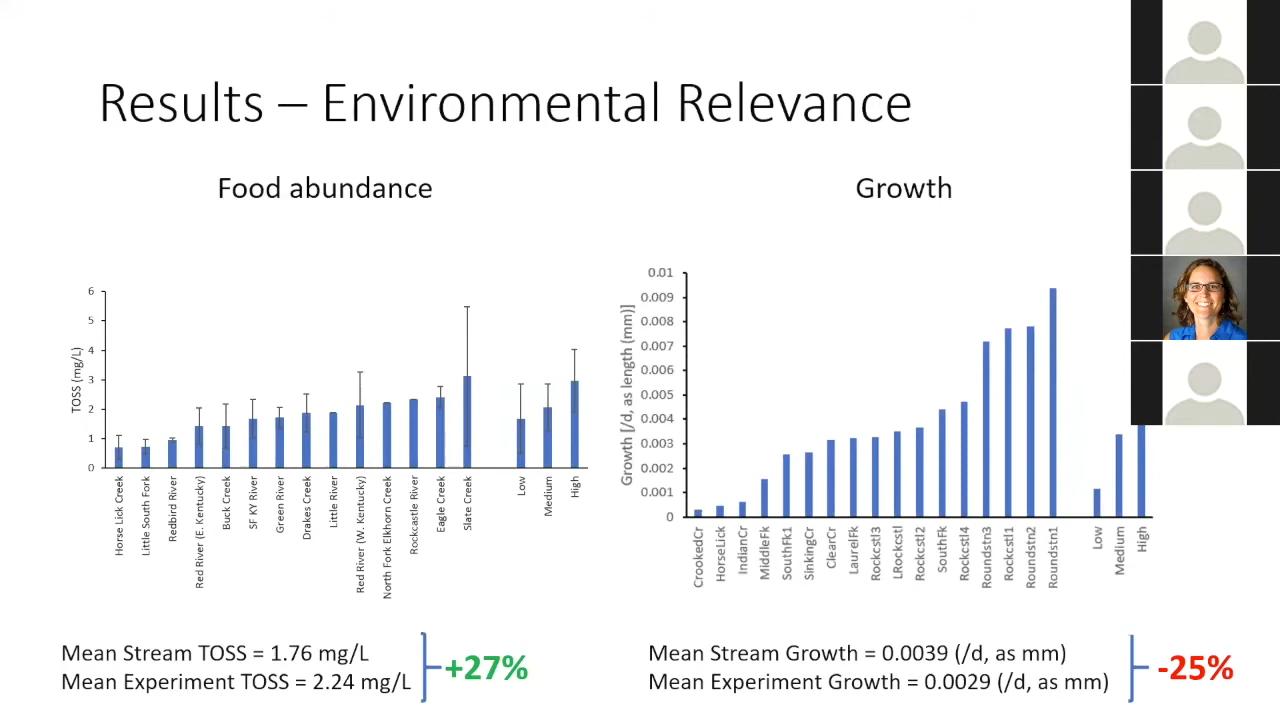 Results – Environmental Relevance
Food abundance
Growth
TOSS (mg/L)
6
5
4
3
2
1
0
Horse Lick Creek
Little South Fork
Redbird River
Red River (E. Kentucky)
Buck Creek
SF KY River
Green River
Drakes Creek
Little River
Red River (W. Kentucky)
North Fork Elkhorn Creek
Rockcastle River
Eagle Creek
Slate Creek
Low
Medium
High
Growth [/d, as length (mm)]
0.01
0.009
0.008
0.007
0.006
0.005
0.004
0.003
0.002
0.001
0
CrookedCr
HorseLick
IndianCr
MiddleFk
SouthFk1
SinkingCr
ClearCr
LaurelFk
Rockcstl3
LRockcstl
Rockcstl2
SouthFk
Rockcstl4
Roundstn3
Rockcstl1
Roundstn2
Roundstn1
Low
Medium
High
Mean Stream TOSS = 1.76 mg/L
Mean Experiment TOSS = 2.24 mg/L
+27%
Mean Stream Growth = 0.0039 (/d, as mm)
Mean Experiment Growth = 0.0029 (/d, as mm)
-25%